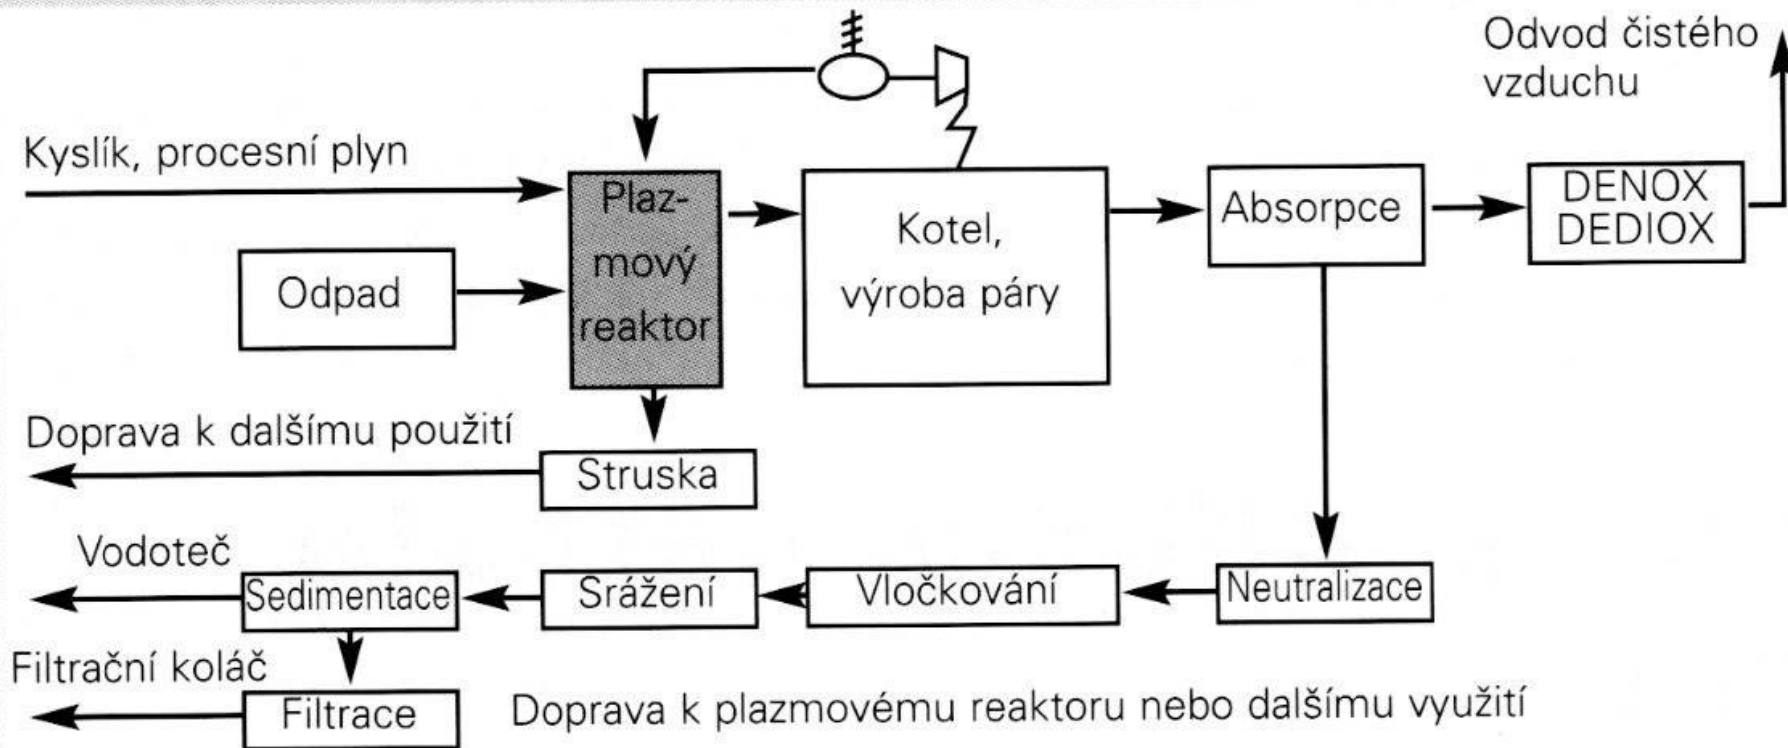 Odvod čistého
vzduchu
Kyslík, procesní plyn
Plaz-
mový
reaktor
Kotel,
výroba páry
Absorpce
DENOX
DEDIOX
Odpad
Doprava k dalšímu použití
Struska
Vodoteč
Sedimentace
Srážení
Vločkování
Neutralizace
Filtrační koláč
Filtrace
Doprava k plazmovému reaktoru nebo dalšímu využití